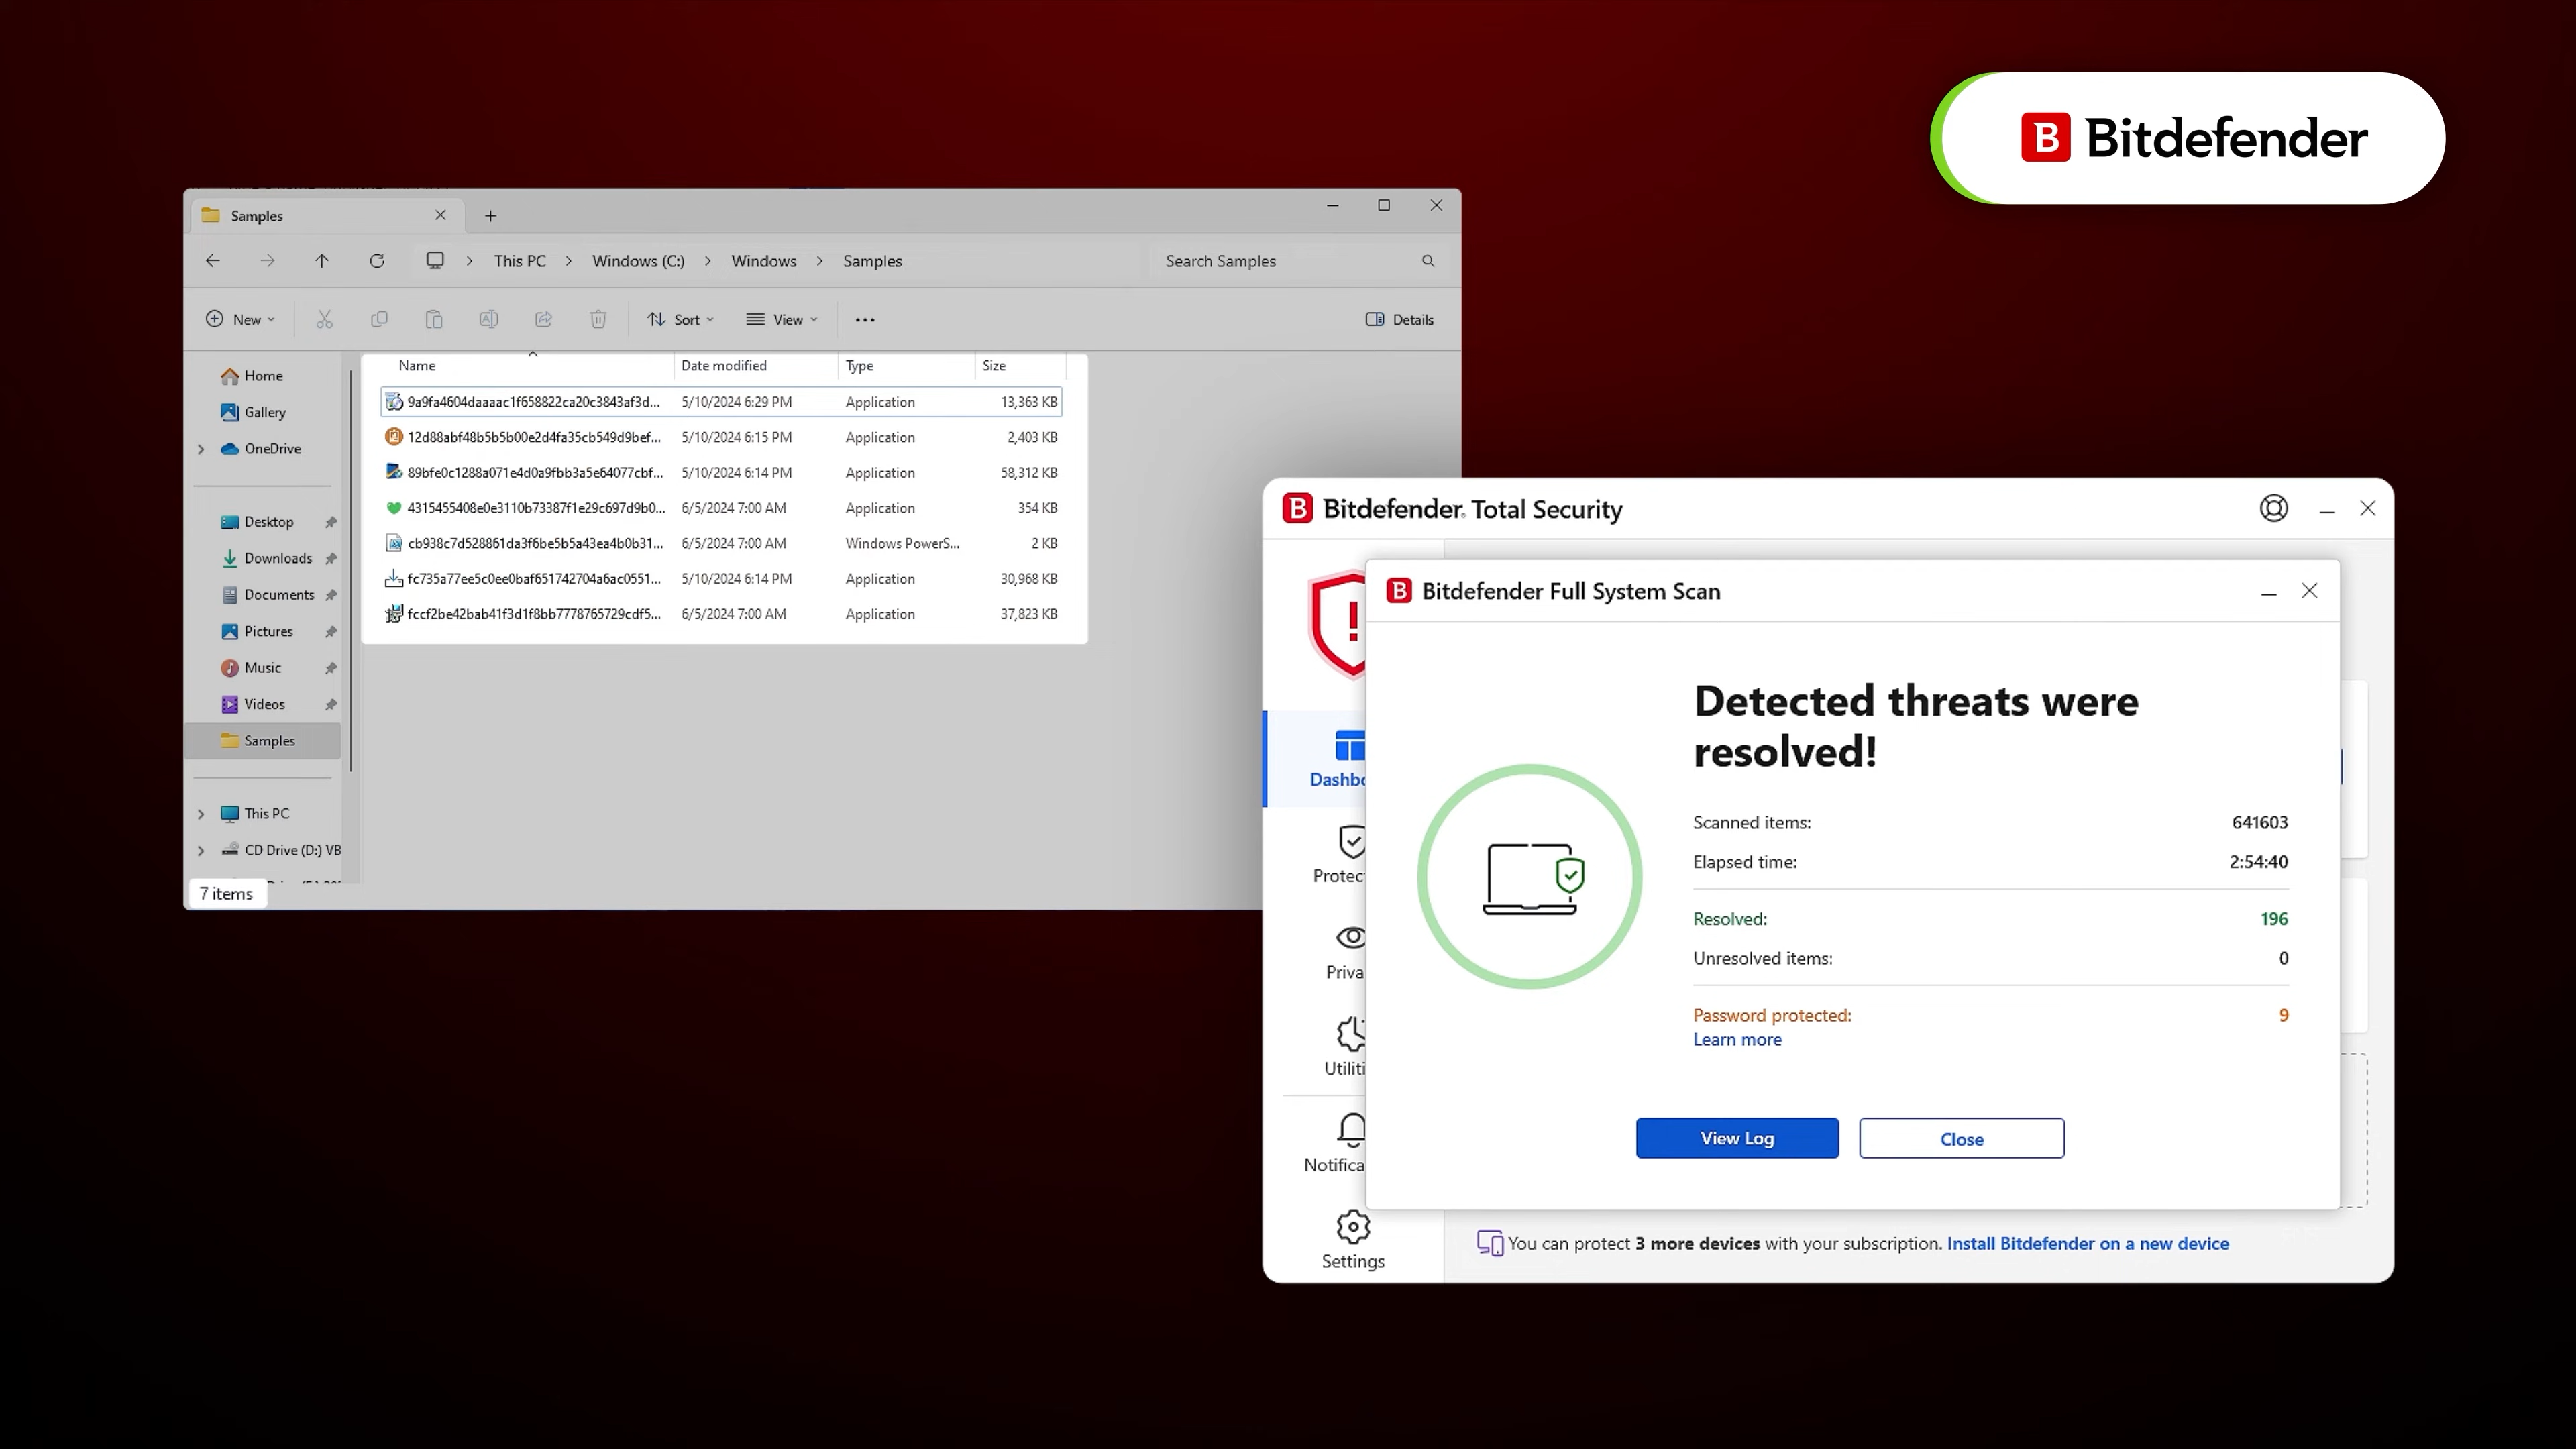 Bitdefender
Samples
This PC > Windows (C:) > Windows > Samples
Search Samples
New
Sort
View
Details
Home
Gallery
OneDrive
Desktop
Downloads
Documents
Pictures
Music
Videos
Samples
This PC
CD Drive (D:) VB
7 items
Name Date modified Type Size
9a9fa4604daaaac1f658822ca20c3843af3d... 5/10/2024 6:29 PM Application 13,363 KB
12d88abf48b5b5b00e2d4fa35cb549d9bef... 5/10/2024 6:15 PM Application 2,403 KB
89bfe0c1288a071e4d0a9fbb3a5e64077cbf... 5/10/2024 6:14 PM Application 58,312 KB
4315455408e0e3110b73387f1e29c697d9b0... 6/5/2024 7:00 AM Application 354 KB
cb938c7d528861da3f6be5b5a43ea4b0b31... 6/5/2024 7:00 AM Windows PowerS... 2 KB
fc735a77ee5c0ee0baf651742704a6ac0551... 5/10/2024 6:14 PM Application 30,968 KB
fccf2be42bab41f3d1f8bb7778765729cdf5... 6/5/2024 7:00 AM Application 37,823 KB
Bitdefender Total Security
Dashbo
Protec
Priva
Utiliti
Notifica
Settings
Bitdefender Full System Scan
Detected threats were
resolved!
Scanned items: 641603
Elapsed time: 2:54:40
Resolved: 196
Unresolved items: 0
Password protected: 9
Learn more
View Log
Close
You can protect 3 more devices with your subscription. Install Bitdefender on a new device